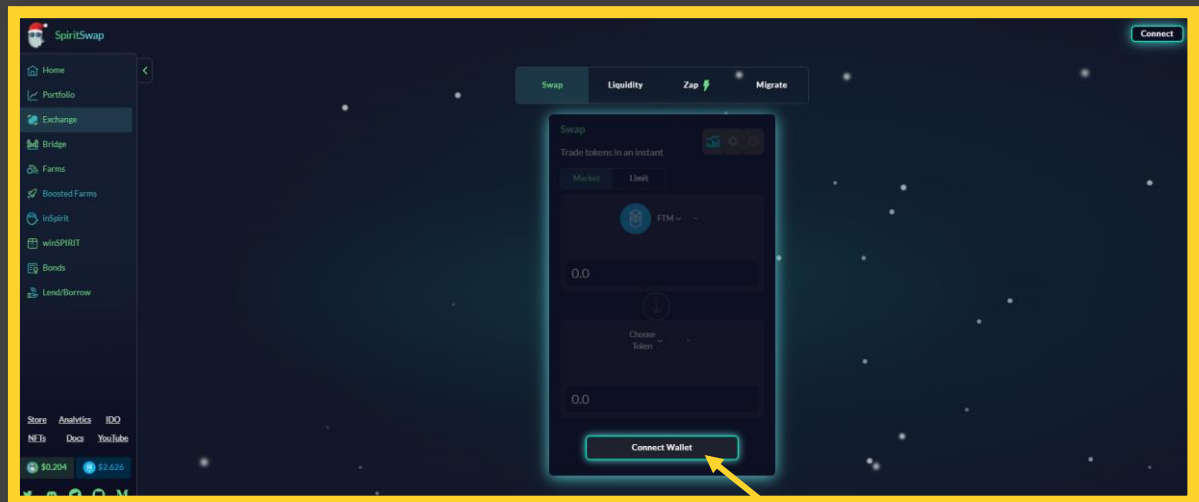 SpiritSwap
Connect
Home
Portfolio
Exchange
Bridge
Farms
Boosted Farms
inSpirit
winSPIRIT
Bonds
Lend/Borrow
Store Analytics IDO
NFTs Docs YouTube
$0.204 $2.626
Swap Liquidity Zap Migrate
Swap
Trade tokens in an instant
Market Limit
FTM -
0.0
Choose
Token -
0.0
Connect Wallet